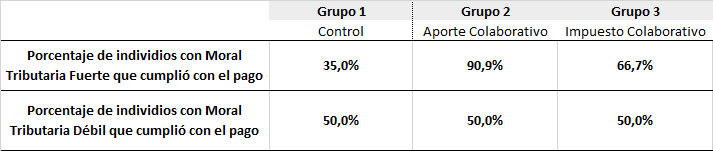 Grupo 1 Grupo 2 Grupo 3
Control Aporte Colaborativo Impuesto Colaborativo
Porcentaje de individios con Moral
Tributaria Fuerte que cumplió con el pago
35,0% 90,9% 66,7%
Porcentaje de individios con Moral
Tributaria Débil que cumplió con el pago
50,0% 50,0% 50,0%